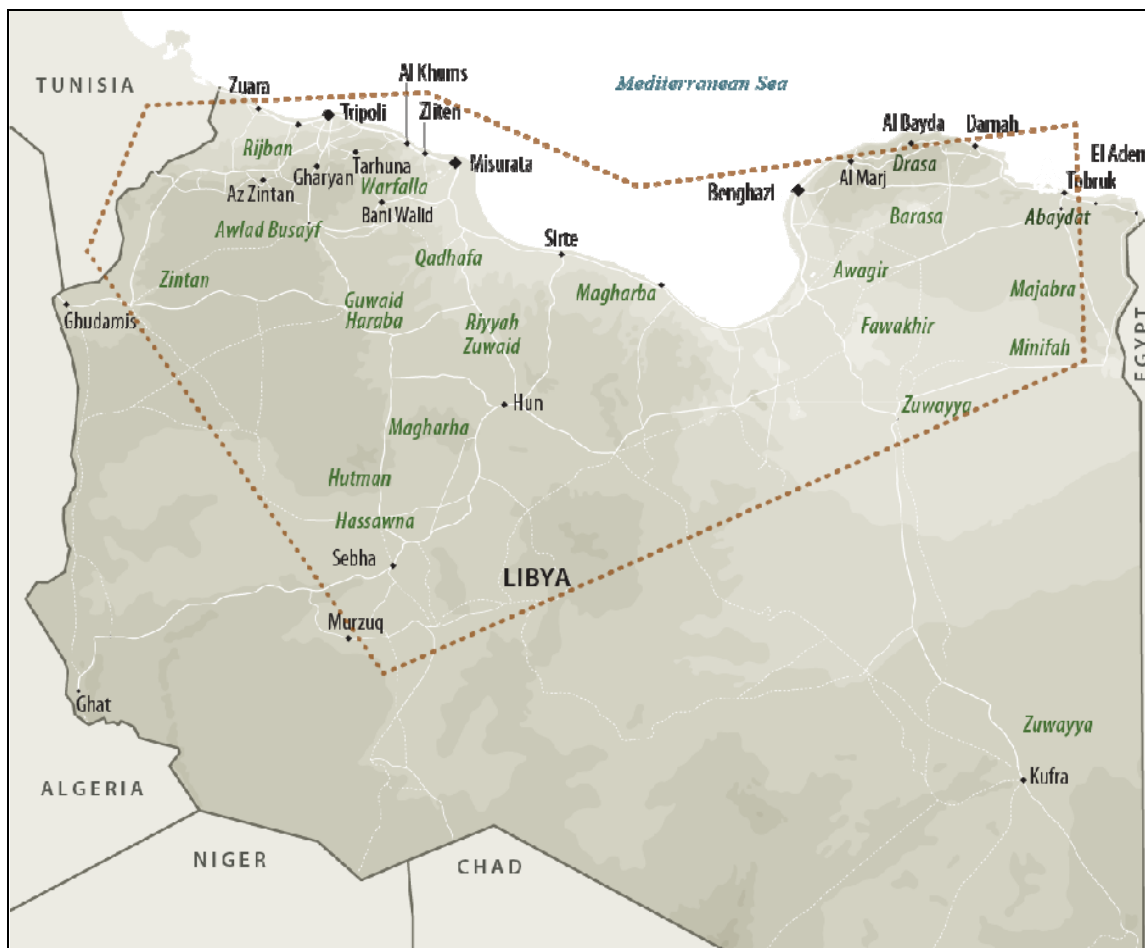 TUNISIA
Zuara
Al Khums
Mediterranean Sea
Tripoli
Zliten
Al Bayda
Darnah
Rijban
Tarhuna
Misurata
Drasa
El Adem
Gharyan
Al Marj
Tobruk
Az Zintan
Warfalla
Benghazi
Bani Walid
Awlad Busayf
Barasa
Abaydat
Sirte
Qadhafa
Zintan
Awagir
Magharba
Majabra
Ghudamis
Guwaid
Haraba
Riyyah
Zuwaid
Fawakhir
Minifah
EGYPT
Hun
Zuwayya
Magharha
Hutman
Hassawna
Sebha
LIBYA
Murzuq
Ghat
Zuwayya
Kufra
ALGERIA
NIGER
CHAD